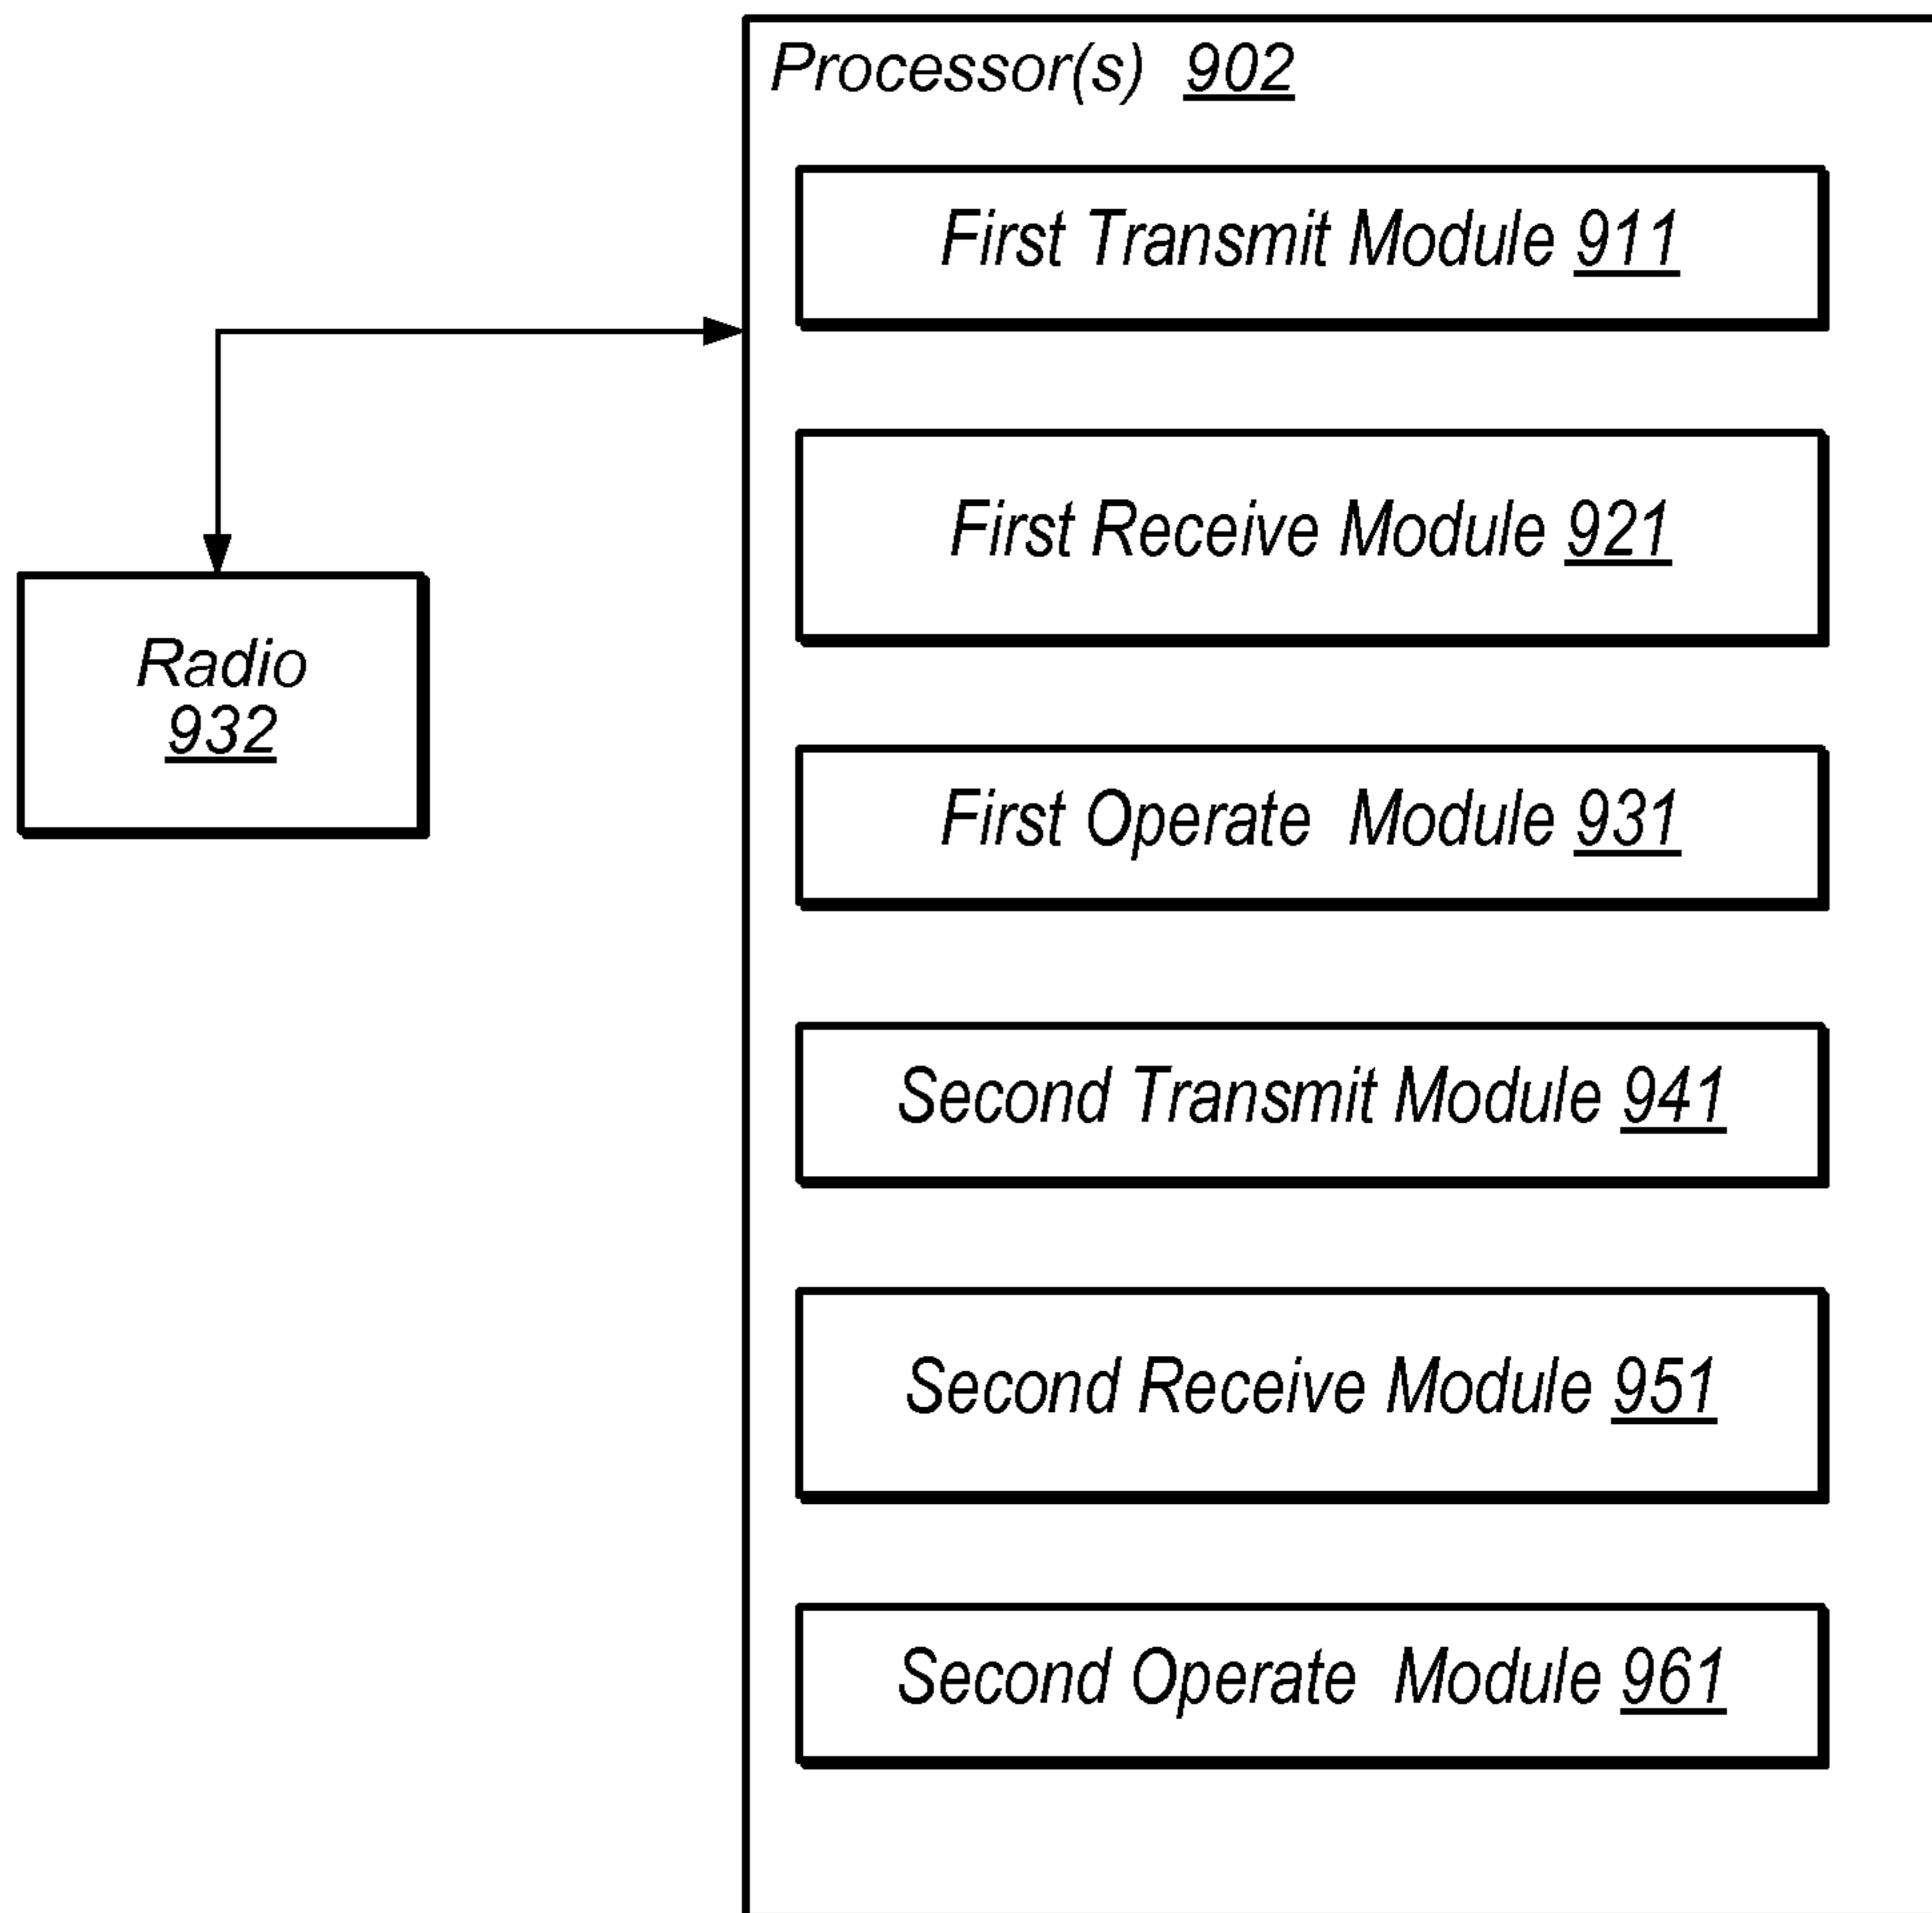 Processor(s) 902
First Transmit Module 911
First Receive Module 921
Radio
932
First Operate Module 931
Second Transmit Module 941
Second Receive Module 951
Second Operate Module 961